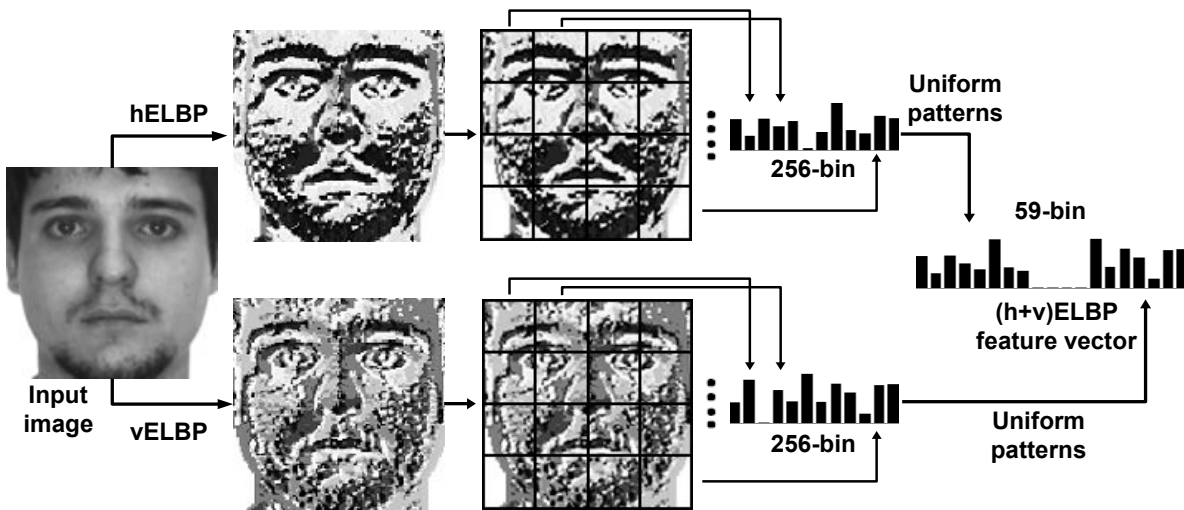 hELBP
Input
image
vELBP
256-bin
Uniform
patterns
256-bin
59-bin
(h+v)ELBP
feature vector
Uniform
patterns